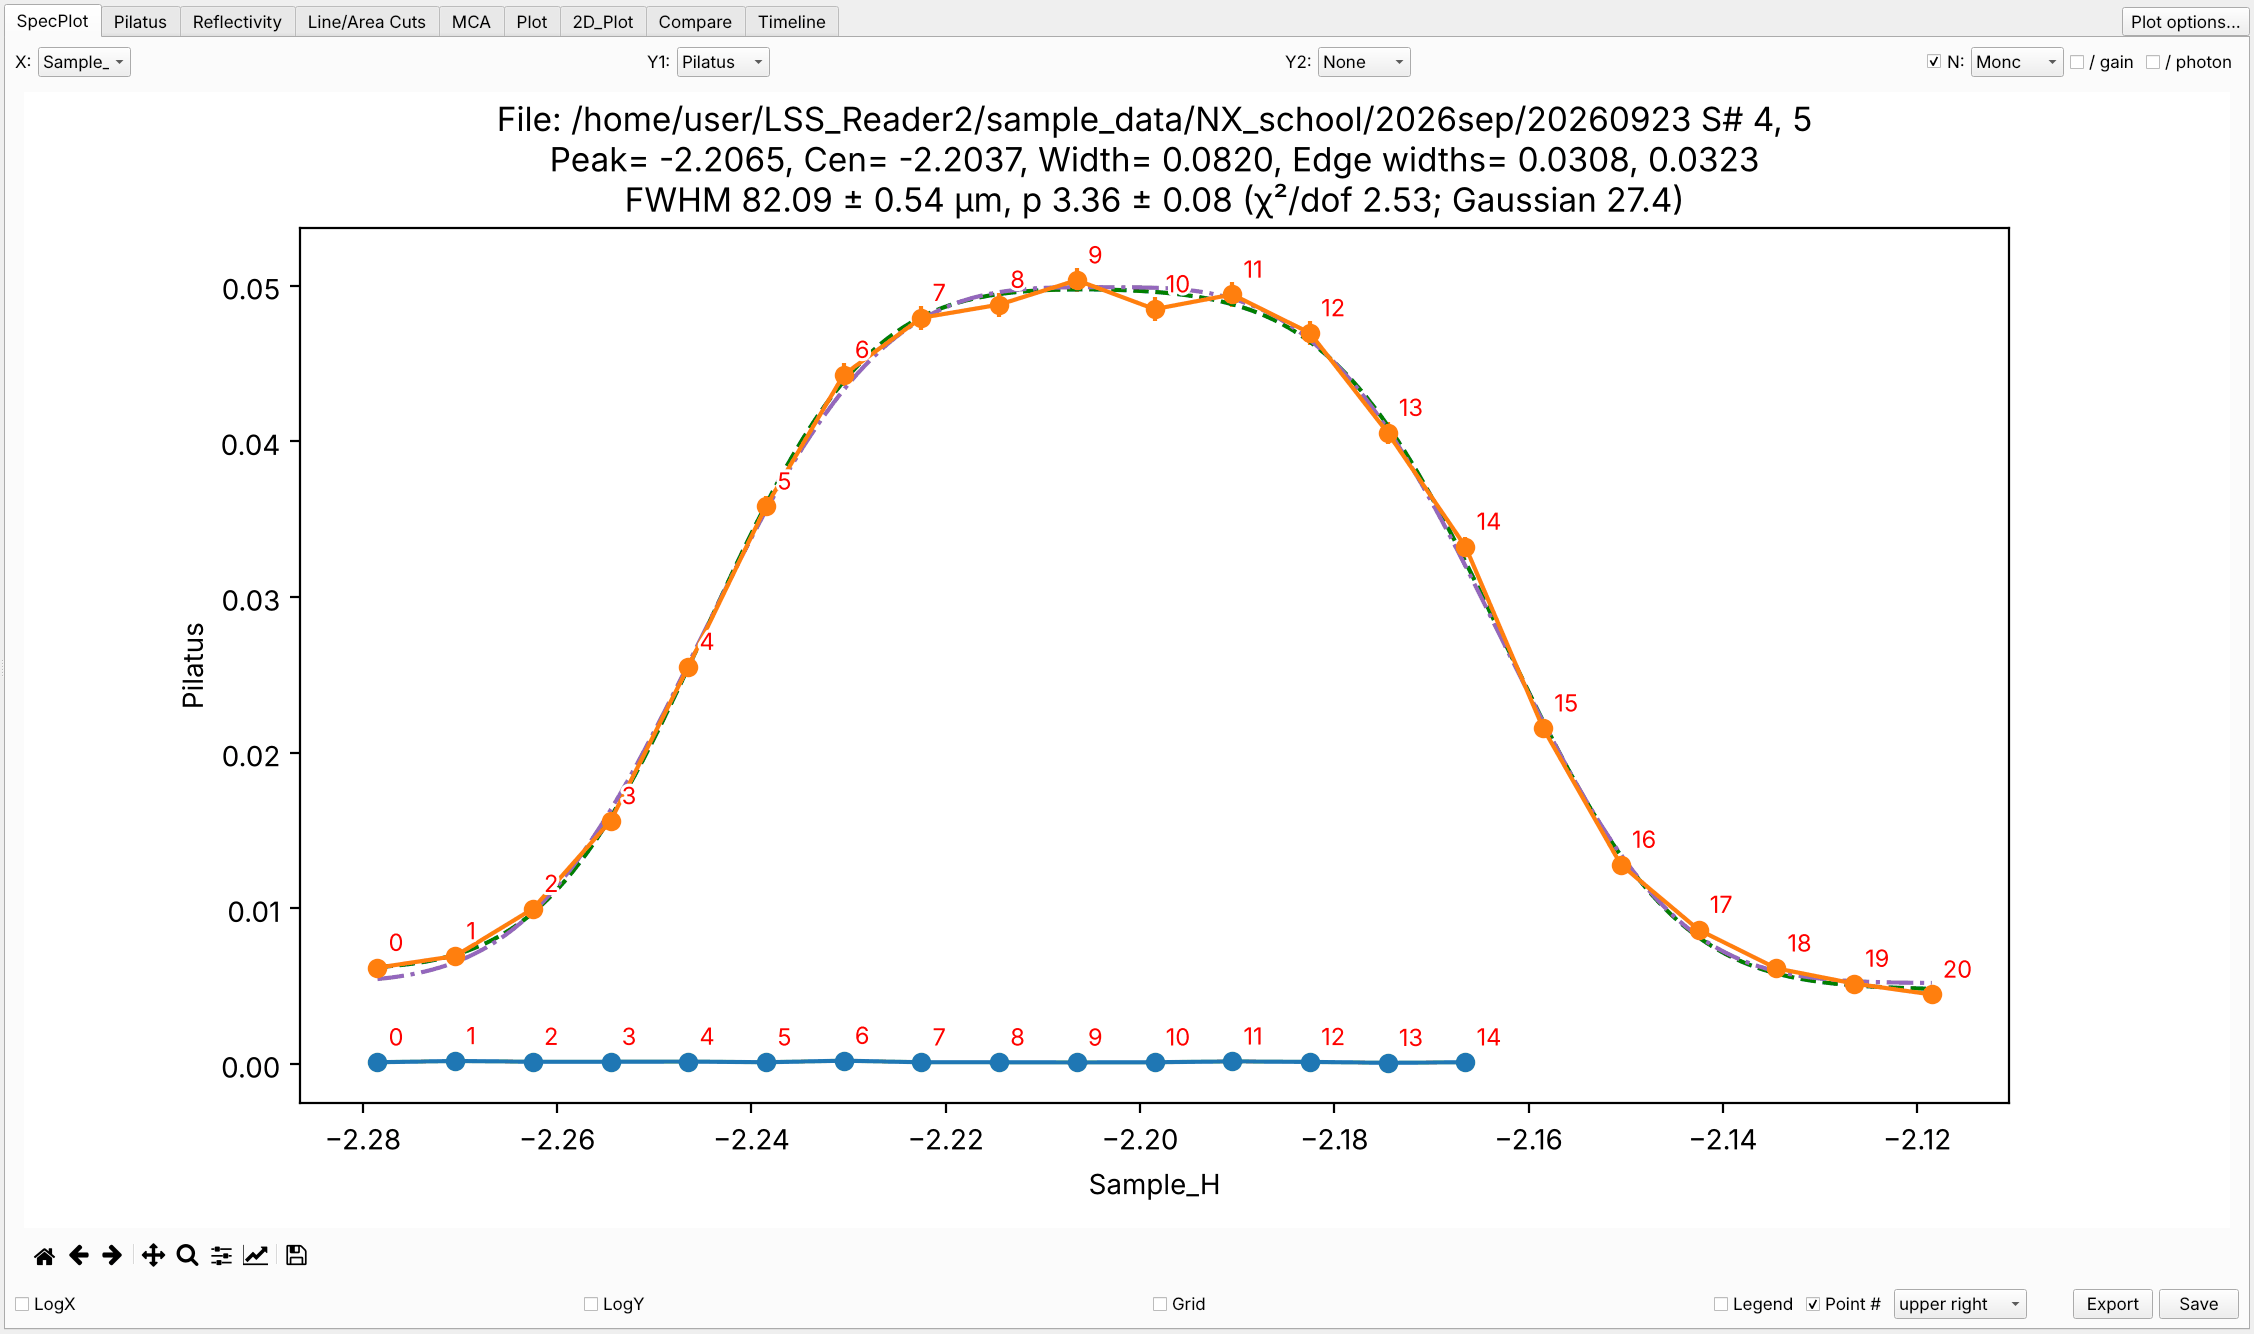 SpecPlot Pilatus Reflectivity Line/Area Cuts MCA Plot 2D_Plot Compare Timeline Plot options...
X: Sample_ Y1: Pilatus Y2: None N: Monc / gain / photon
File: /home/user/LSS_Reader2/sample_data/NX_school/2026sep/20260923 S# 4, 5
Peak= -2.2065, Cen= -2.2037, Width= 0.0820, Edge widths= 0.0308, 0.0323
FWHM 82.09 ± 0.54 µm, p 3.36 ± 0.08 (χ²/dof 2.53; Gaussian 27.4)
0.05
0.04
0.03
0.02
0.01
0.00
Pilatus
0 1 2 3 4 5 6 7 8 9 10 11 12 13 14 15 16 17 18 19 20
0 1 2 3 4 5 6 7 8 9 10 11 12 13 14
−2.28 −2.26 −2.24 −2.22 −2.20 −2.18 −2.16 −2.14 −2.12
Sample_H
LogX LogY Grid Legend Point # upper right Export Save